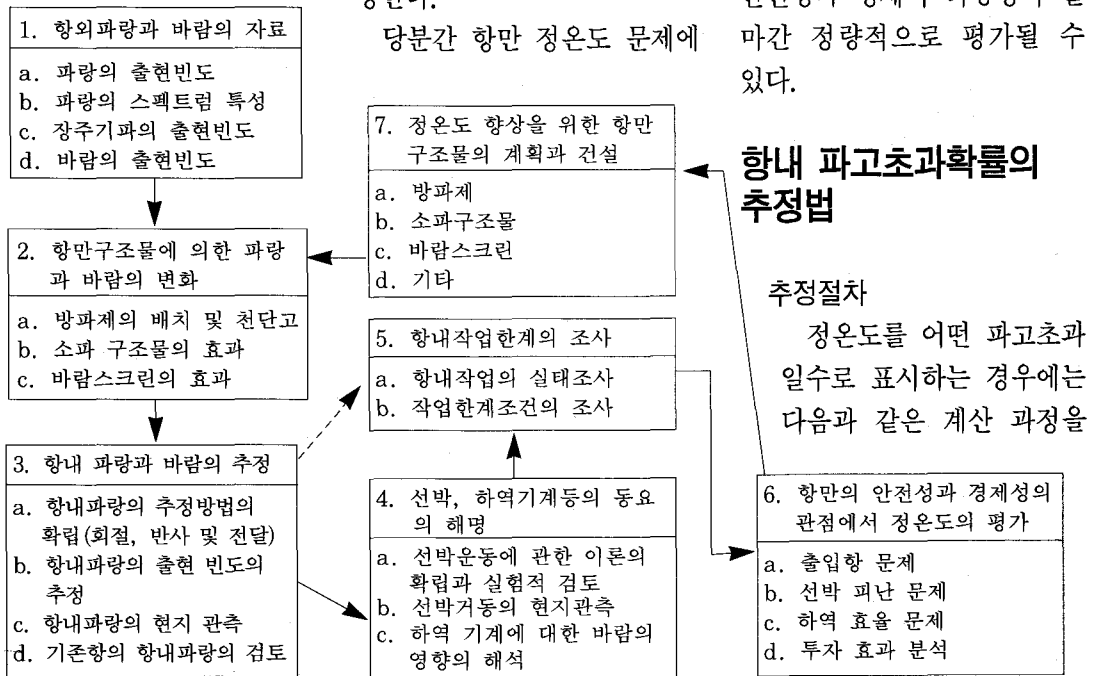 1. 항외파랑과 바람의 자료
a. 파랑의 출현빈도
b. 파랑의 스펙트럼 특성
c. 장주기파의 출현빈도
d. 바람의 출현빈도
2. 항만구조물에 의한 파랑
과 바람의 변화
a. 방파제의 배치 및 천단고
b. 소파 구조물의 효과
c. 바람스크린의 효과
3. 항내 파랑과 바람의 추정
a. 항내파랑의 추정방법의
확립(회절, 반사 및 전달)
b. 항내파랑의 출현 빈도의
추정
c. 항내파랑의 현지 관측
d. 기존항의 항내파랑의 검토
당분간 항만 정온도 문제에
7. 정온도 향상을 위한 항만
구조물의 계획과 건설
a. 방파제
b. 소파구조물
c. 바람스크린
d. 기타
5. 항내작업한계의 조사
a. 항내작업의 실태조사
b. 작업한계조건의 조사
4. 선박, 하역기계등의 동요
의 해명
a. 선박운동에 관한 이론의
확립과 실험적 검토
b. 선박거동의 현지관측
c. 하역 기계에 대한 바람의
영향의 해석
마간 정량적으로 평가될 수
있다.
항내 파고초과확률의
추정법
추정절차
정온도를 어떤 파고초과
일수로 표시하는 경우에는
다음과 같은 계산 과정을
6. 항만의 안전성과 경제성의
관점에서 정온도의 평가
a. 출입항 문제
b. 선박 피난 문제
c. 하역 효율 문제
d. 투자 효과 분석